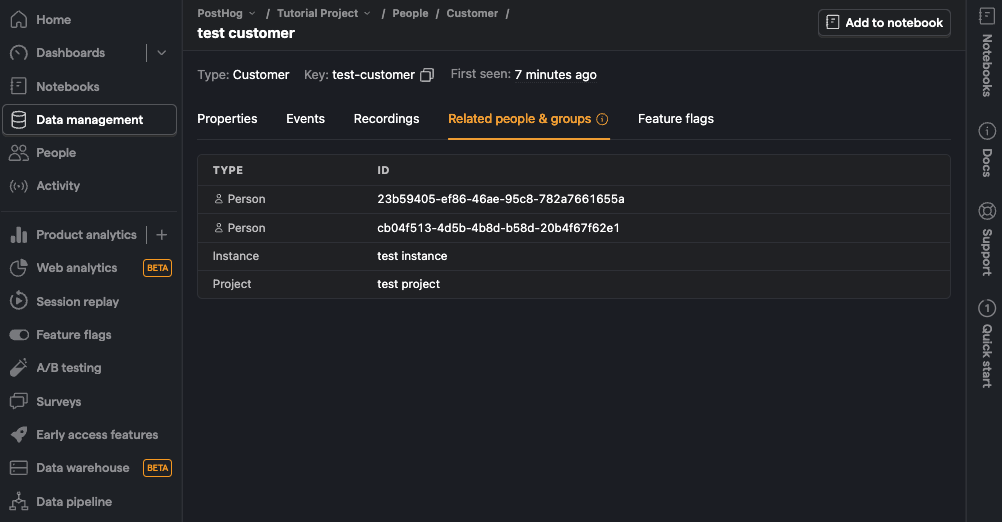 Home
Dashboards
Notebooks
Data management
People
Activity
Product analytics
Web analytics BETA
Session replay
Feature flags
A/B testing
Surveys
Early access features
Data warehouse BETA
Data pipeline
PostHog / Tutorial Project / People / Customer /
test customer
Add to notebook
Type: Customer Key: test-customer First seen: 7 minutes ago
Properties Events Recordings Related people & groups Feature flags
TYPE ID
Person 23b59405-ef86-46ae-95c8-782a7661655a
Person cb04f513-4d5b-4b8d-b58d-20b4f67f62e1
Instance test instance
Project test project
Notebooks
Docs
Support
1
Quick start